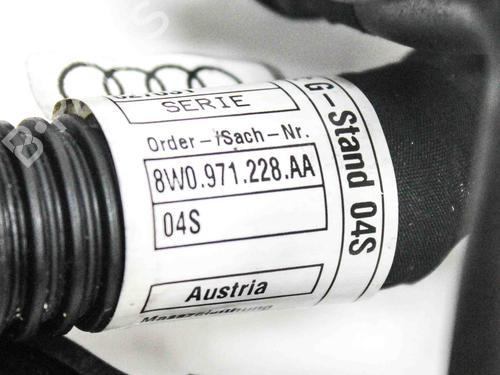 SERIE
Order-/Sach-Nr.
8W0.971.228.AA
04S
Austria
G-Stand 04S